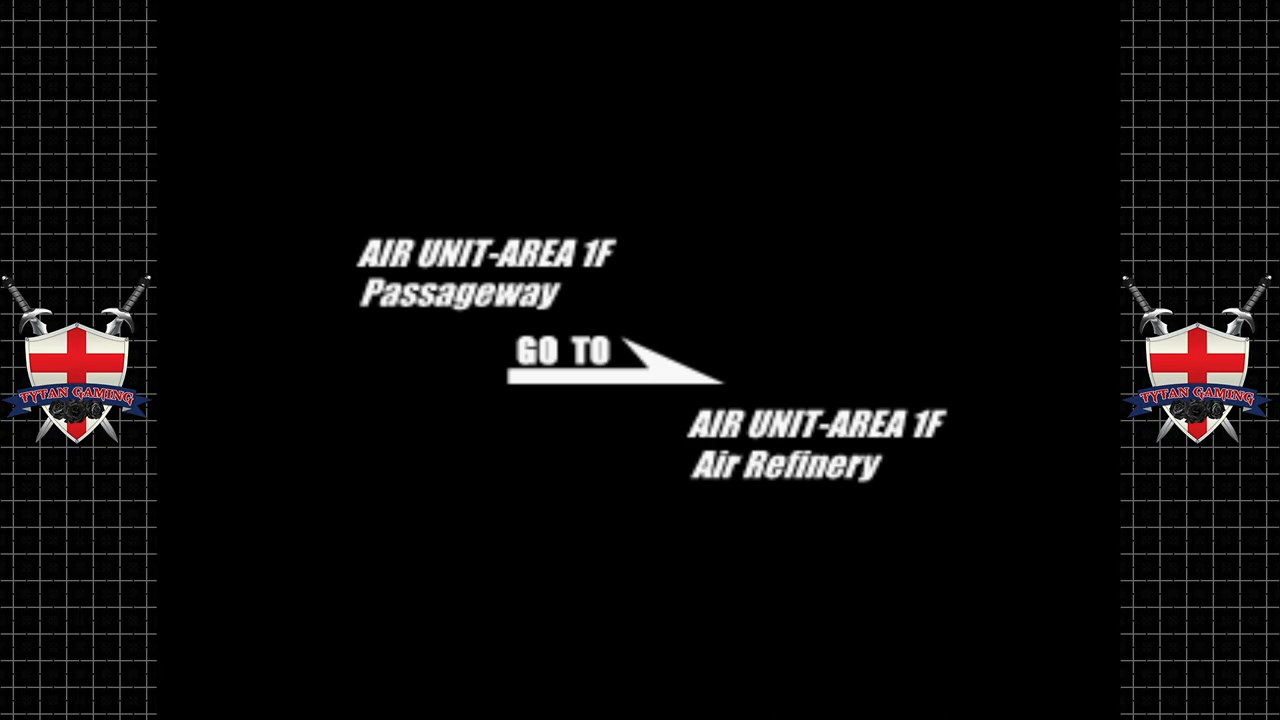 AIR UNIT-AREA 1F
Passageway
GO TO
AIR UNIT-AREA 1F
Air Refinery
TYTAN GAMING
TYTAN GAMING